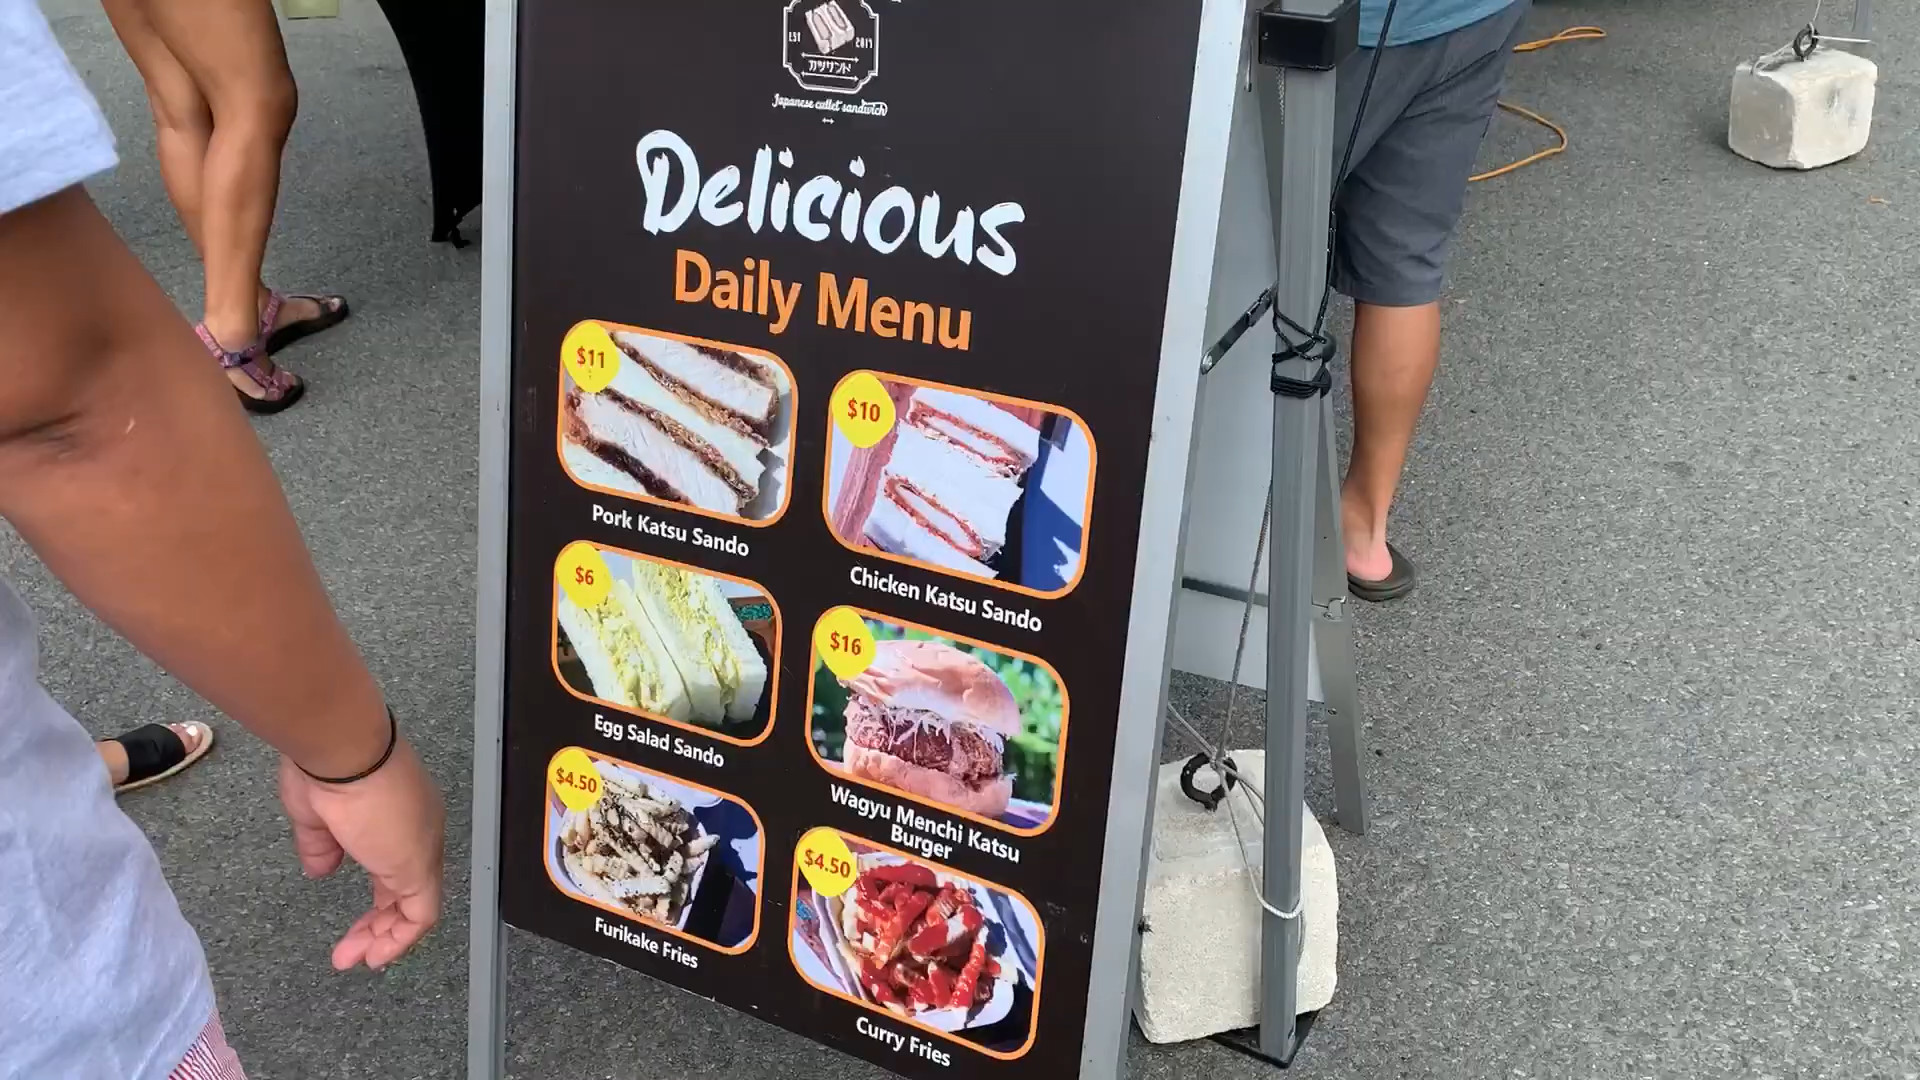 EST 2017
カツサンド
Japanese cutlet sandwich
Delicious
Daily Menu
$11
Pork Katsu Sando
$10
Chicken Katsu Sando
$6
Egg Salad Sando
$16
Wagyu Menchi Katsu
Burger
$4.50
Furikake Fries
$4.50
Curry Fries